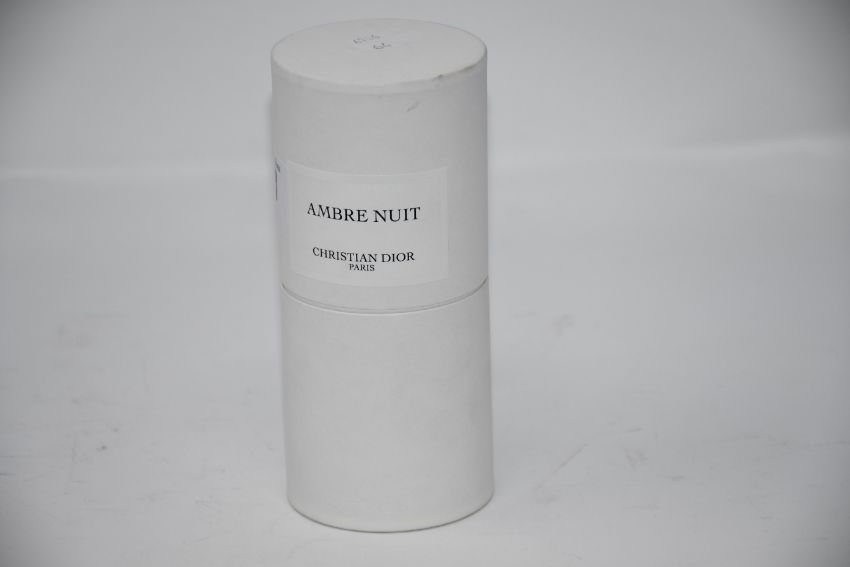 AMBRE NUIT
CHRISTIAN DIOR
PARIS